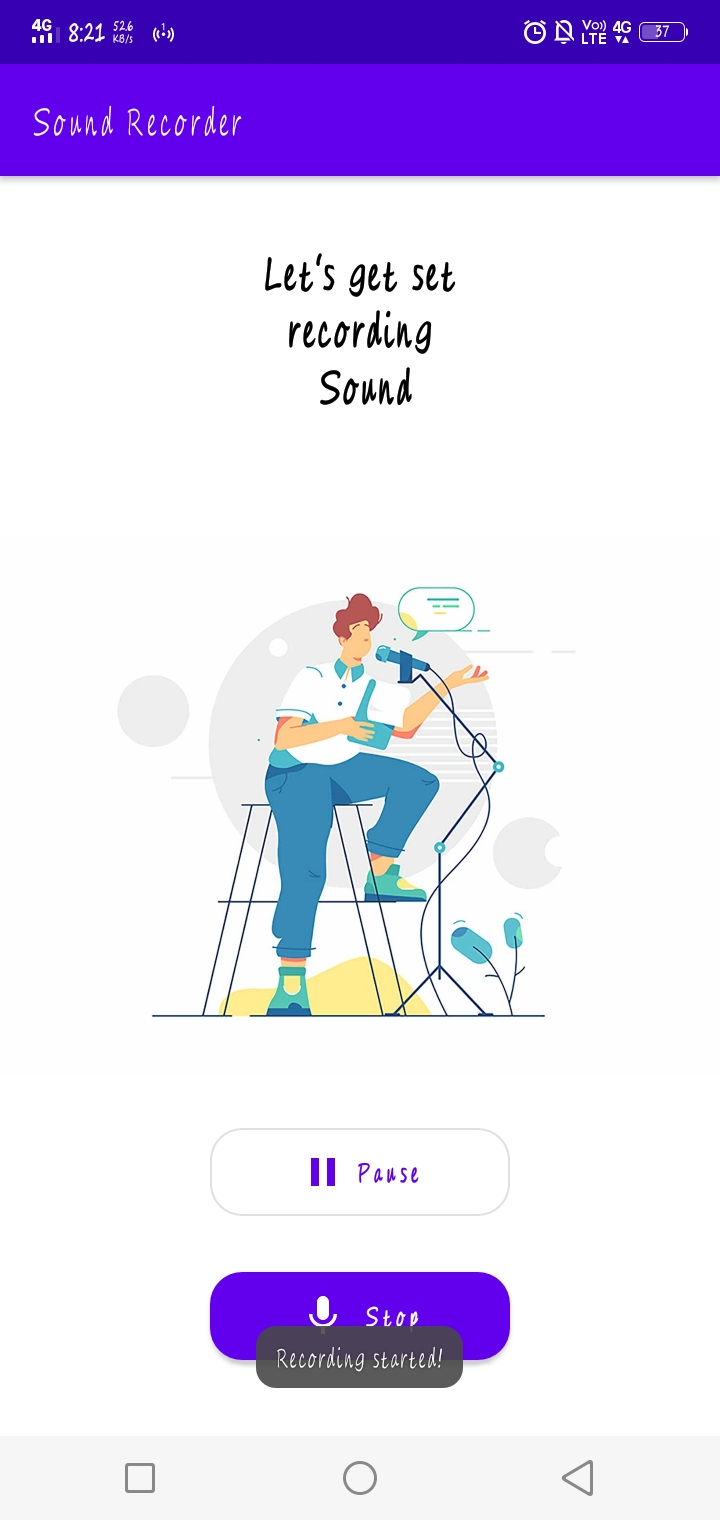 4G 8:21 52.6 KB/s 1 Vo)) LTE 4G 37
Sound Recorder
Let's get set
recording
Sound
Pause
Stop
Recording started!